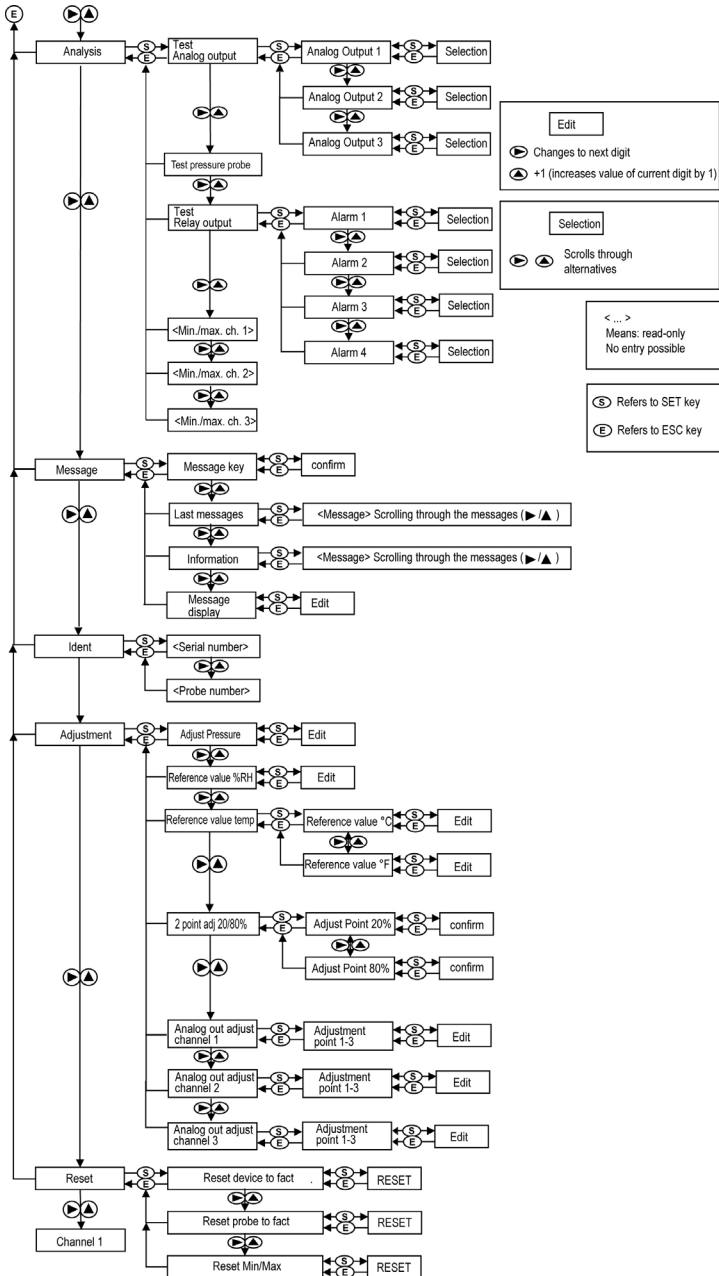 E
Analysis
S
E
Test
Analog output
S
E
Analog Output 1
S
E
Selection
Analog Output 2
S
E
Selection
Analog Output 3
S
E
Selection
Test pressure probe
Test
Relay output
S
E
Alarm 1
S
E
Selection
Alarm 2
S
E
Selection
Alarm 3
S
E
Selection
Alarm 4
S
E
Selection
<Min./max. ch. 1>
<Min./max. ch. 2>
<Min./max. ch. 3>
Edit
Changes to next digit
+1 (increases value of current digit by 1)
Selection
Scrolls through
alternatives
< ... >
Means: read-only
No entry possible
S Refers to SET key
E Refers to ESC key
Message
S
E
Message key
S
E
confirm
Last messages
S
E
<Message> Scrolling through the messages (▶/▲ )
Information
S
E
<Message> Scrolling through the messages (▶/▲ )
Message
display
S
E
Edit
Ident
S
E
<Serial number>
<Probe number>
Adjustment
S
E
Adjust Pressure
S
E
Edit
Reference value %RH
S
E
Edit
Reference value temp
S
E
Reference value °C
S
E
Edit
Reference value °F
S
E
Edit
2 point adj 20/80%
S
E
Adjust Point 20%
S
E
confirm
Adjust Point 80%
S
E
confirm
Analog out adjust
channel 1
S
E
Adjustment
point 1-3
S
E
Edit
Analog out adjust
channel 2
S
E
Adjustment
point 1-3
S
E
Edit
Analog out adjust
channel 3
S
E
Adjustment
point 1-3
S
E
Edit
Reset
S
E
Reset device to fact .
S
E
RESET
Reset probe to fact
S
E
RESET
Reset Min/Max
S
E
RESET
Channel 1